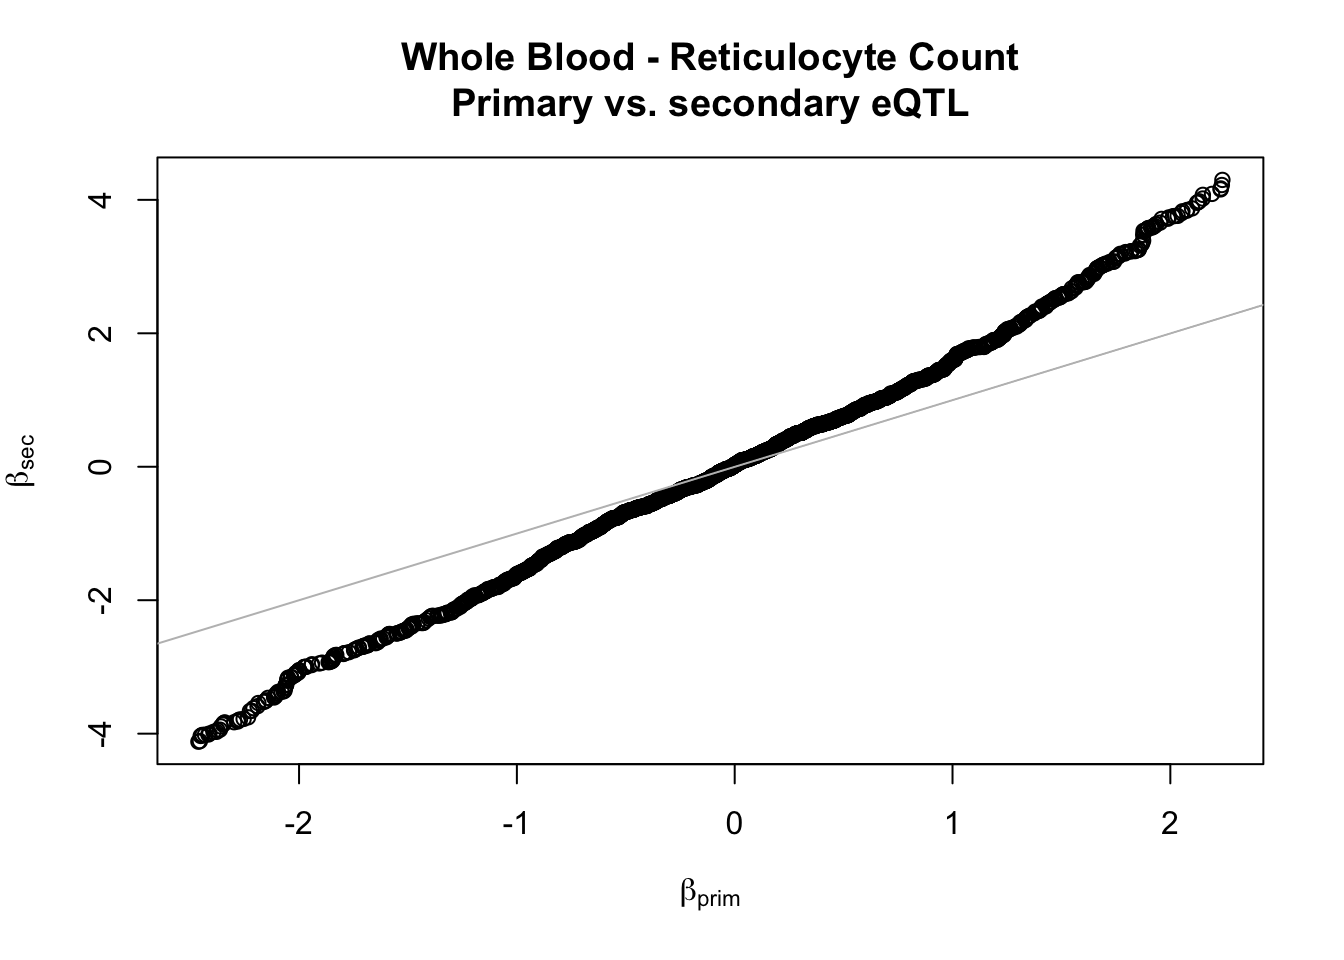 Whole Blood - Reticulocyte Count
Primary vs. secondary eQTL
4
2
0
-2
-4
βsec
-2 -1 0 1 2
βprim